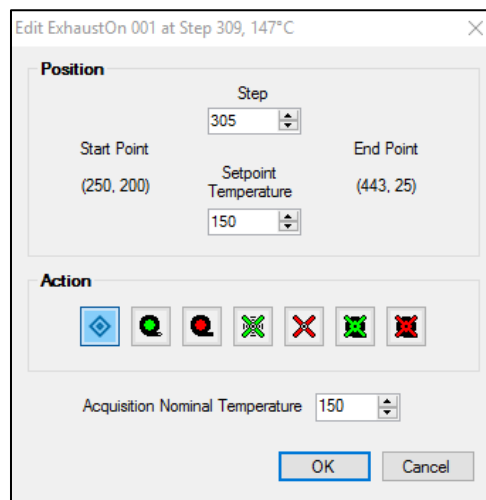 Edit ExhaustOn 001 at Step 309, 147°C
Position
Step
305
Start Point
End Point
Setpoint
Temperature
(250, 200)
(443, 25)
150
Action
Acquisition Nominal Temperature 150
OK Cancel